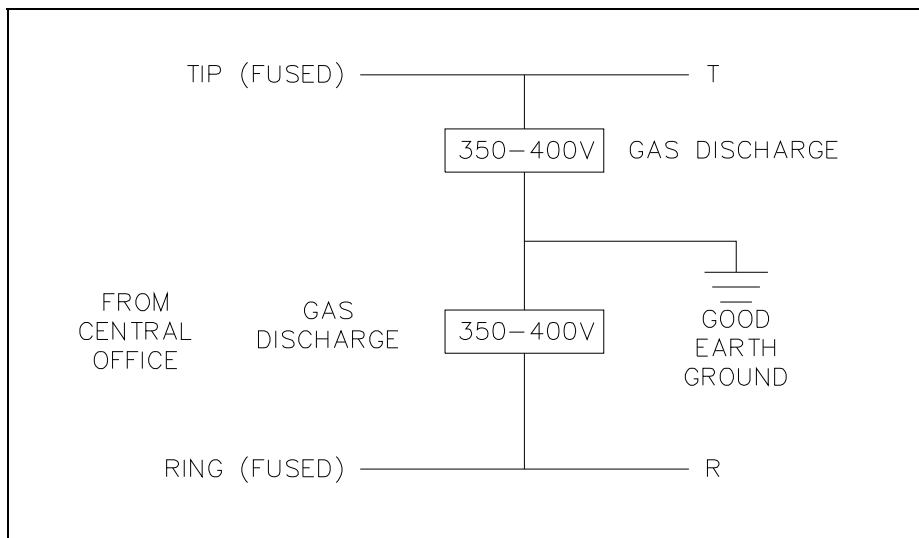 TIP (FUSED)
T
350-400V
GAS DISCHARGE
FROM
CENTRAL
OFFICE
GAS
DISCHARGE
350-400V
GOOD
EARTH
GROUND
RING (FUSED)
R